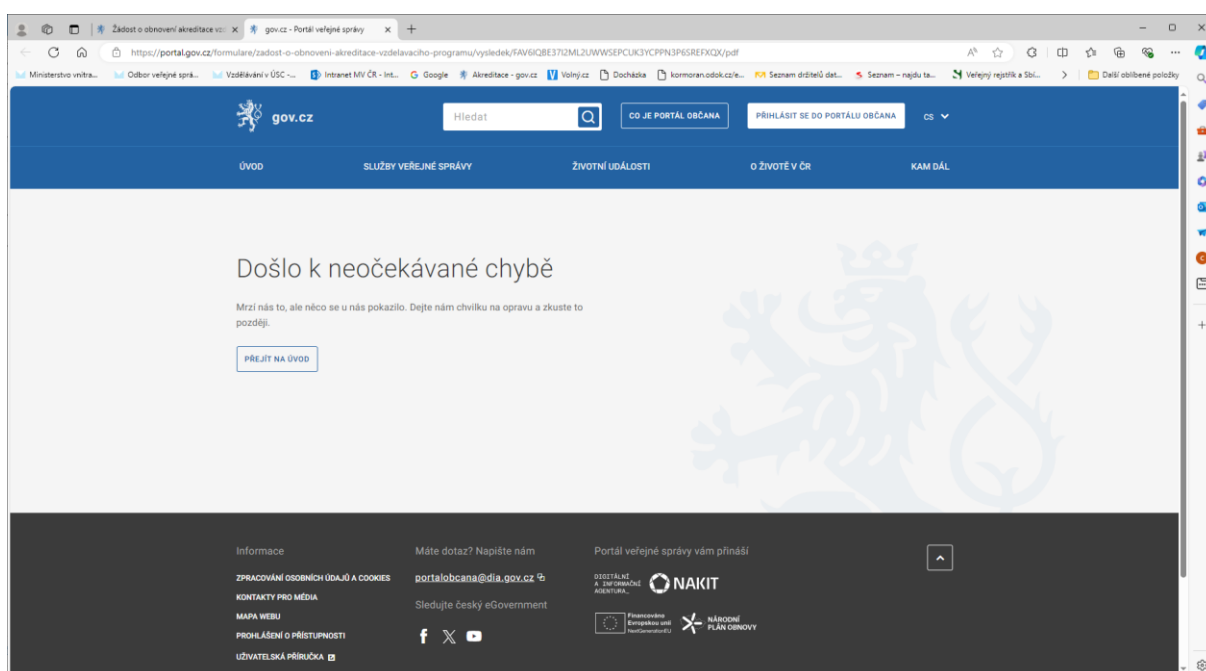 Žádost o obnovení akreditace vz
gov.cz - Portál veřejné správy
https://portal.gov.cz/formulare/zadost-o-obnoveni-akreditace-vzdelavaciho-programu/vysledek/FAV6IQBE37I2ML2UWWSEPCUK3YCPPN3P6SREFXQX/pdf
Ministerstvo vnitra... Odbor veřejné sprá... Vzdělávání v ÚSC -... Intranet MV ČR - Int... Google Akreditace - gov.cz Volný.cz Docházka kormoran.odok.cz/e... Seznam držitelů dat... Seznam – najdu ta... Veřejný rejstřík a Sbí... Další oblíbené položky
gov.cz
Hledat
CO JE PORTÁL OBČANA
PŘIHLÁSIT SE DO PORTÁLU OBČANA
CS
ÚVOD SLUŽBY VEŘEJNÉ SPRÁVY ŽIVOTNÍ UDÁLOSTI O ŽIVOTĚ V ČR KAM DÁL
Došlo k neočekávané chybě
Mrzí nás to, ale něco se u nás pokazilo. Dejte nám chvilku na opravu a zkuste to
později.
PŘEJÍT NA ÚVOD
Informace
ZPRACOVÁNÍ OSOBNÍCH ÚDAJŮ A COOKIES
KONTAKTY PRO MÉDIA
MAPA WEBU
PROHLÁŠENÍ O PŘÍSTUPNOSTI
UŽIVATELSKÁ PŘÍRUČKA
Máte dotaz? Napište nám
portalobcana@dia.gov.cz
Sledujte český eGovernment
Portál veřejné správy vám přináší
DIGITÁLNÍ
A INFORMAČNÍ
AGENTURA_
NAKIT
Financováno
Evropskou unií
NextGenerationEU
NÁRODNÍ
PLÁN OBNOVY